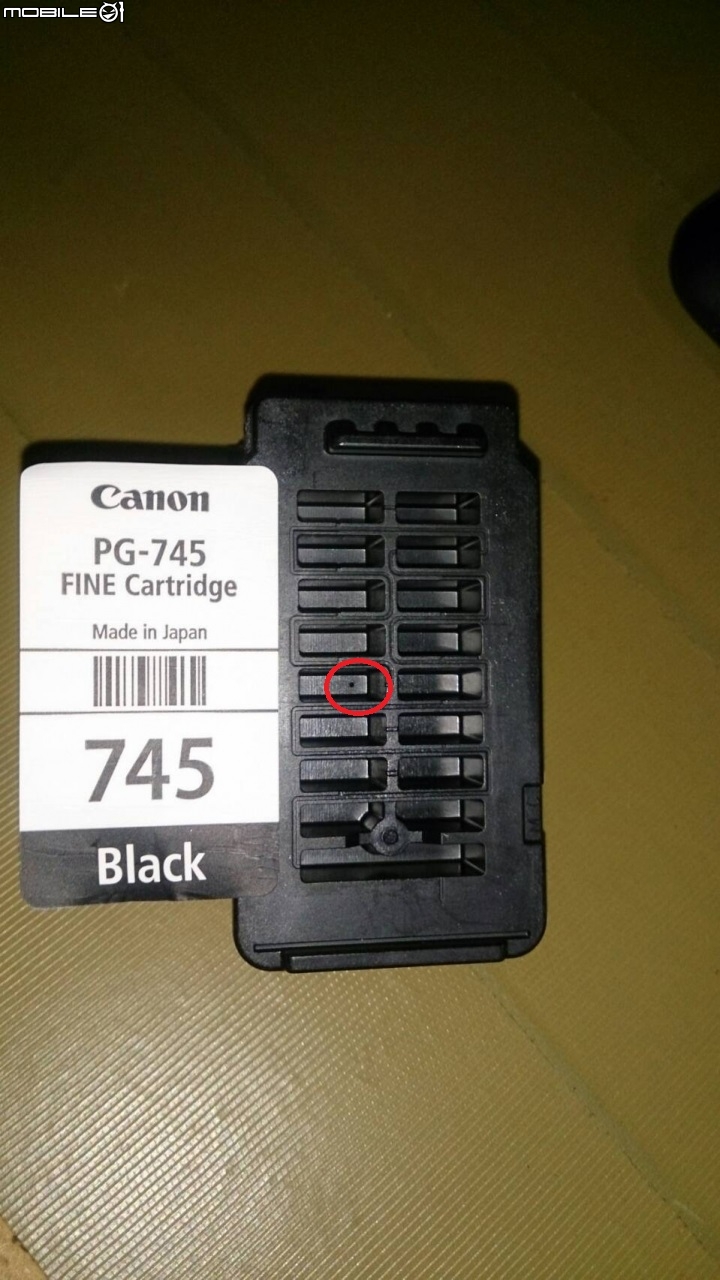 MOBILE01
Canon
PG-745
FINE Cartridge
Made in Japan
745
Black